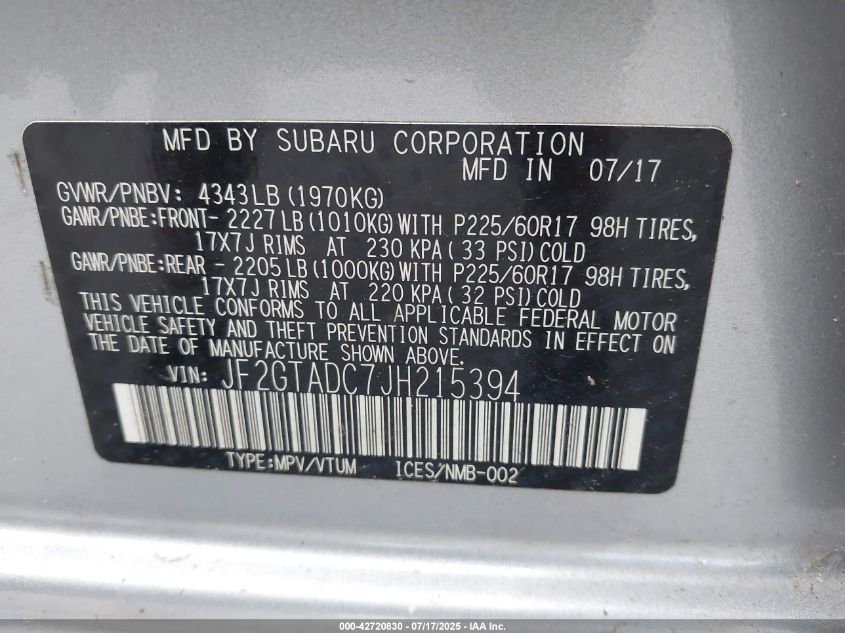 MFD BY SUBARU CORPORATION
MFD IN 07/17
GVWR/PNBV: 4343LB (1970KG)
GAWR/PNBE:FRONT- 2227LB(1010KG)WITH P225/60R17 98H TIRES,
17X7J RIMS AT 230 KPA( 33 PSI)COLD
GAWR/PNBE:REAR - 2205LB(1000KG)WITH P225/60R17 98H TIRES,
17X7J RIMS AT 220 KPA( 32 PSI)COLD
THIS VEHICLE CONFORMS TO ALL APPLICABLE FEDERAL MOTOR
VEHICLE SAFETY AND THEFT PREVENTION STANDARDS IN EFFECT ON
THE DATE OF MANUFACTURE SHOWN ABOVE.
VIN: JF2GTADC7JH215394
TYPE:MPV/VTUM ICES/NMB-002
000-42720830 - 07/17/2025 - IAA Inc.